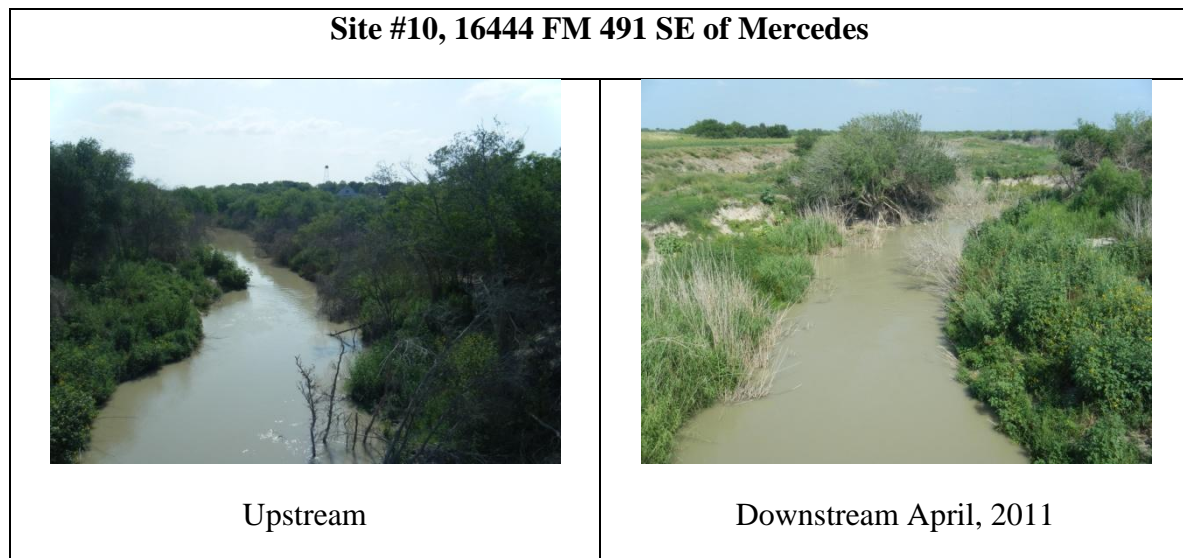 Site #10, 16444 FM 491 SE of Mercedes
Upstream
Downstream April, 2011